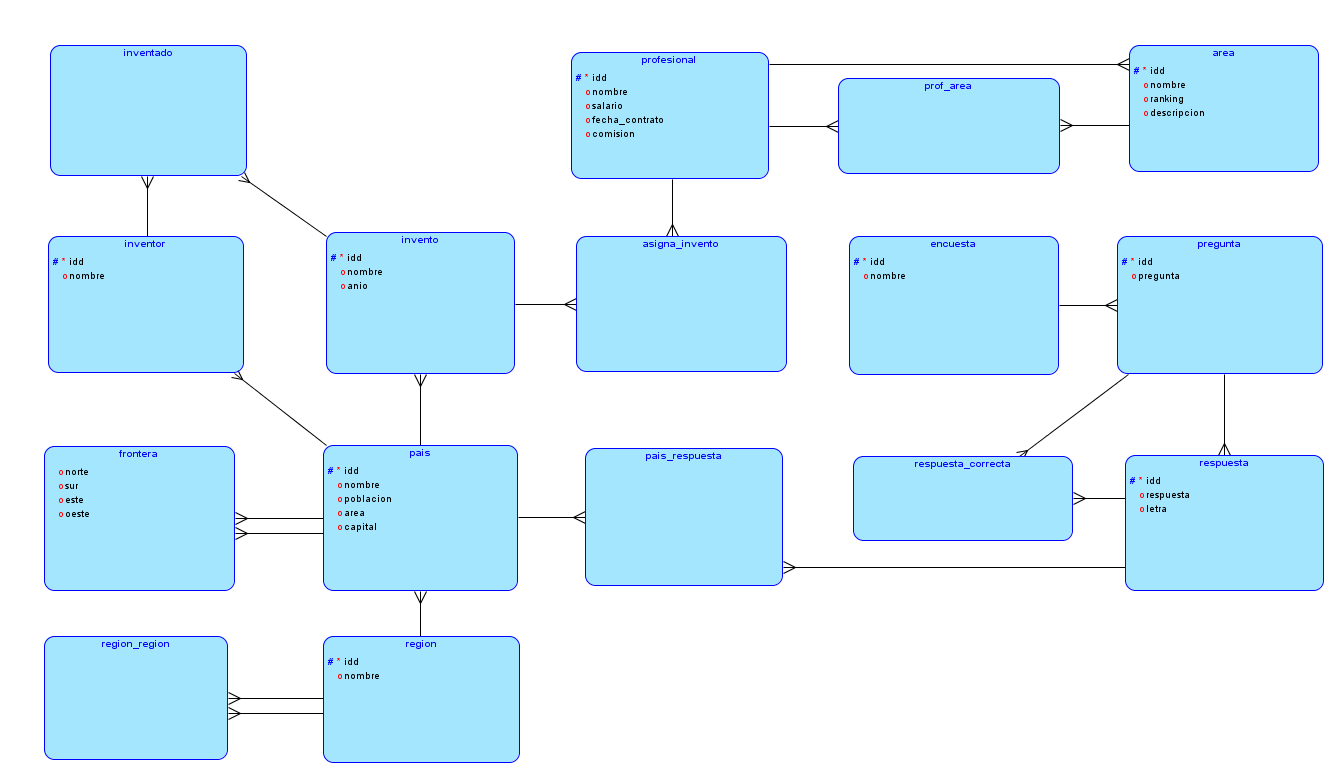 inventado
profesional
# * idd
o nombre
o salario
o fecha_contrato
o comision
prof_area
area
# * idd
o nombre
o ranking
o descripcion
inventor
# * idd
o nombre
invento
# * idd
o nombre
o anio
asigna_invento
encuesta
# * idd
o nombre
pregunta
# * idd
o pregunta
frontera
o norte
o sur
o este
o oeste
pais
# * idd
o nombre
o poblacion
o area
o capital
pais_respuesta
respuesta_correcta
respuesta
# * idd
o respuesta
o letra
region_region
region
# * idd
o nombre